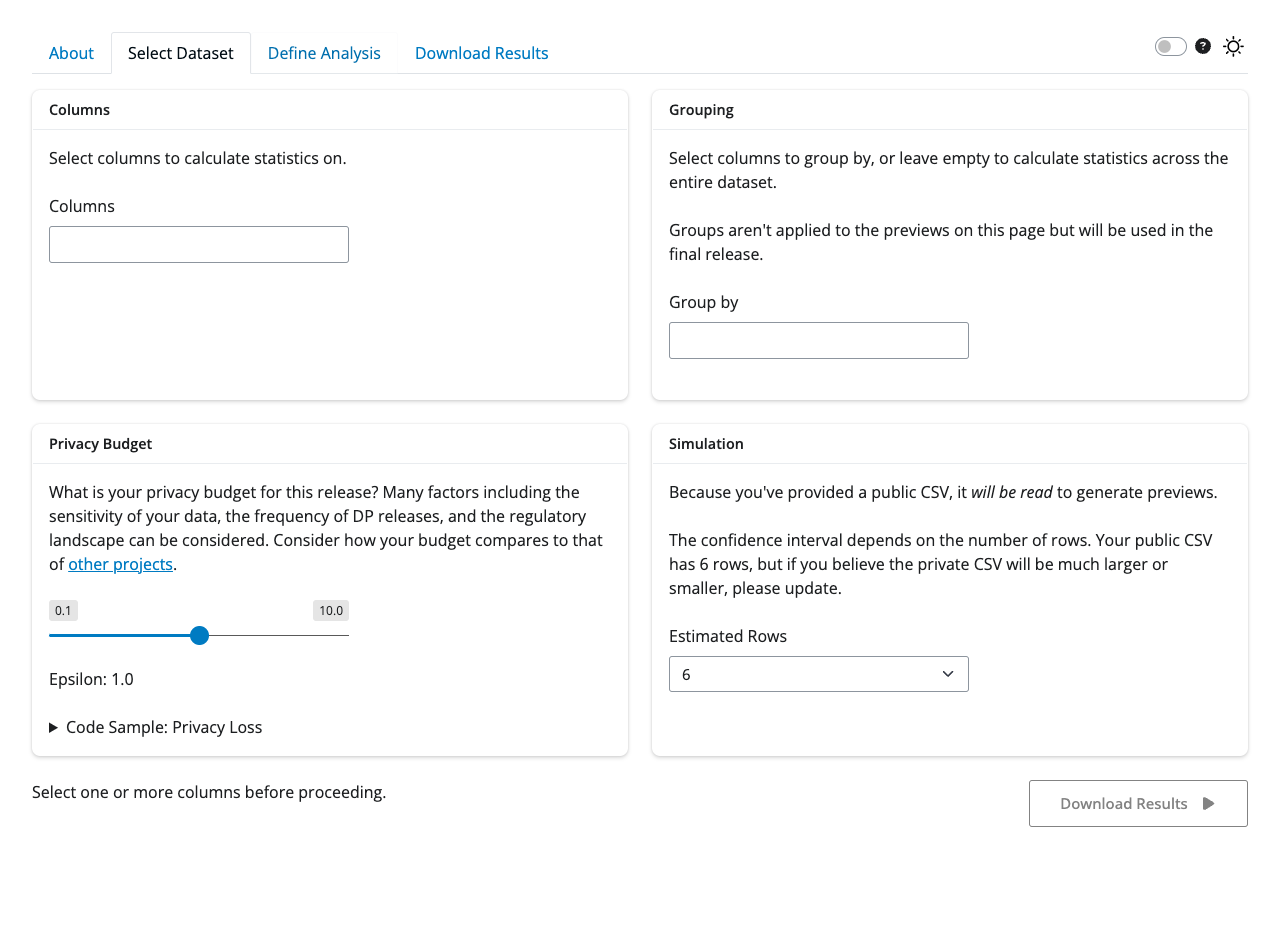 About
Select Dataset
Define Analysis
Download Results
?
Columns
Select columns to calculate statistics on.
Columns
Grouping
Select columns to group by, or leave empty to calculate statistics across the
entire dataset.
Groups aren't applied to the previews on this page but will be used in the
final release.
Group by
Privacy Budget
What is your privacy budget for this release? Many factors including the
sensitivity of your data, the frequency of DP releases, and the regulatory
landscape can be considered. Consider how your budget compares to that
of other projects.
0.1
10.0
Epsilon: 1.0
Code Sample: Privacy Loss
Simulation
Because you've provided a public CSV, it will be read to generate previews.
The confidence interval depends on the number of rows. Your public CSV
has 6 rows, but if you believe the private CSV will be much larger or
smaller, please update.
Estimated Rows
6
Select one or more columns before proceeding.
Download Results